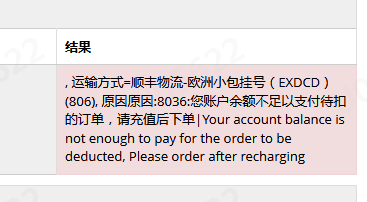 结果
, 运输方式=顺丰物流-欧洲小包挂号（EXDCD）
(806), 原因原因:8036:您账户余额不足以支付待扣
的订单，请充值后下单|Your account balance is
not enough to pay for the order to be
deducted, Please order after recharging